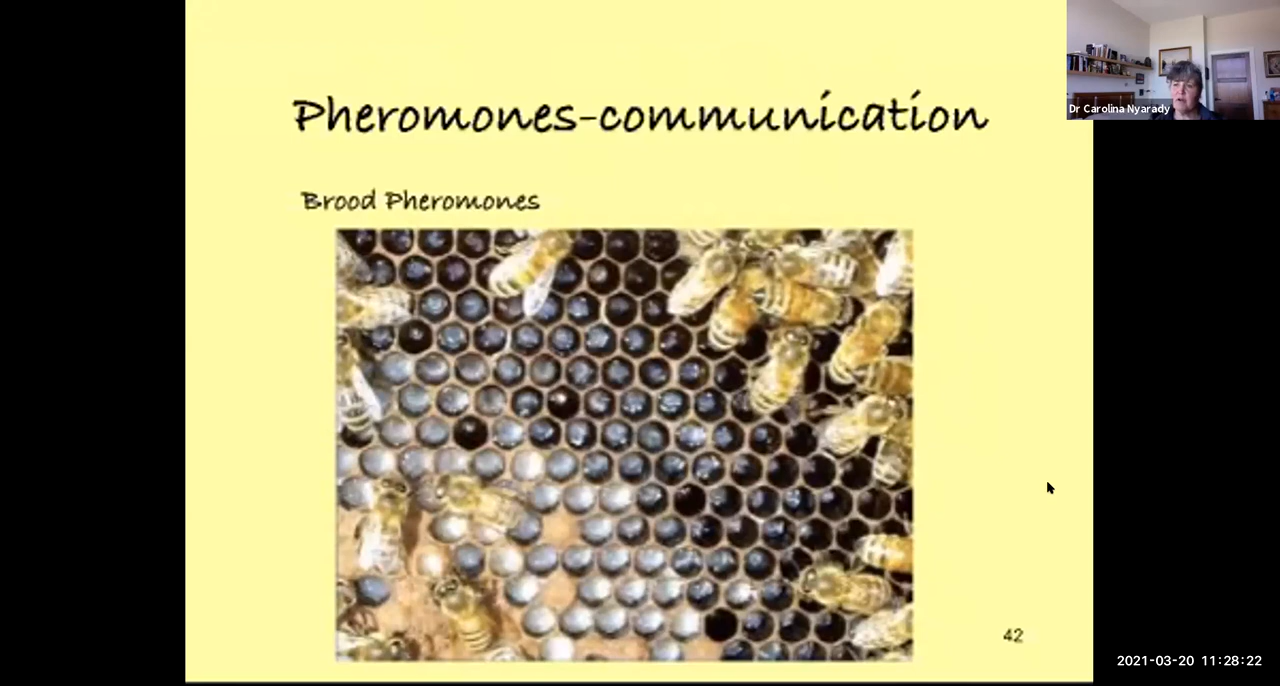 Pheromones-communication
Dr Carolina Nyarady
Brood Pheromones
42
2021-03-20 11:28:22